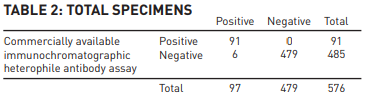 TABLE 2: TOTAL SPECIMENS
Positive Negative Total
Commercially available Positive 91 0 91
immunochromatographic Negative 6 479 485
heterophile antibody assay
Total 97 479 576